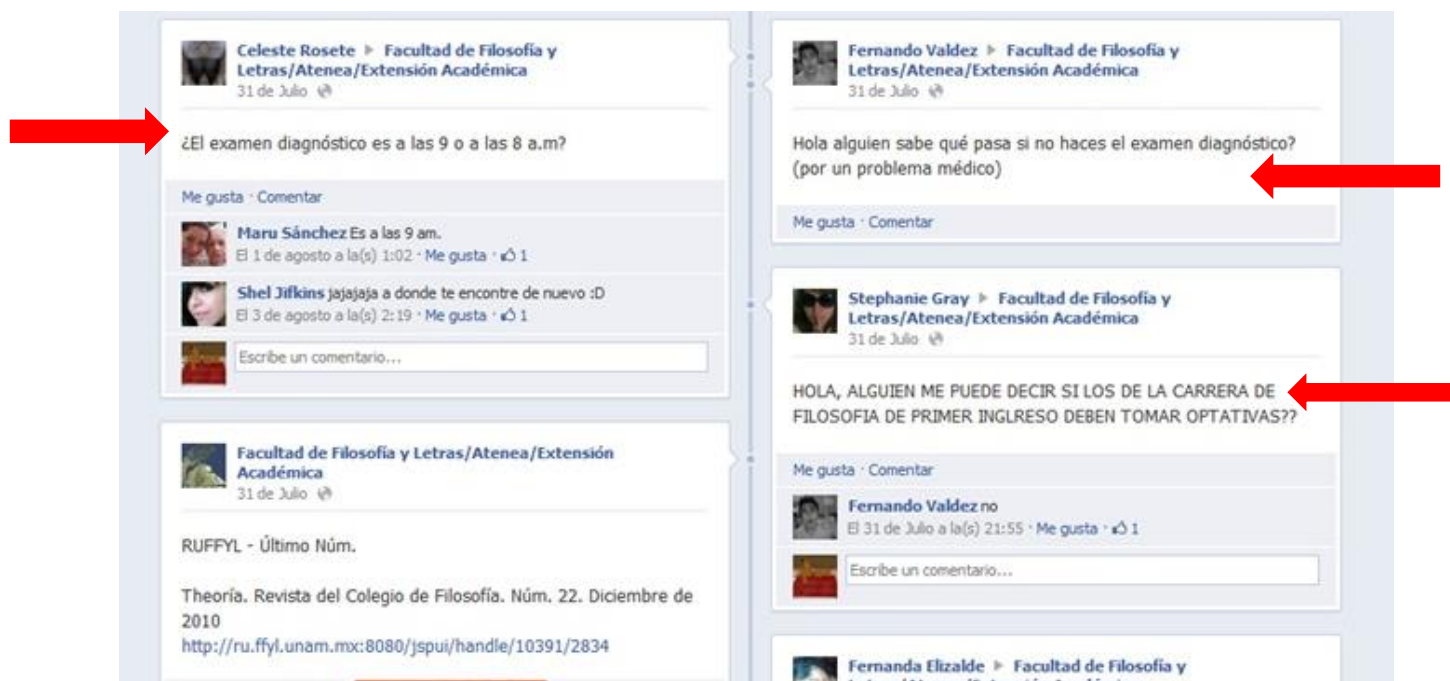 Celeste Rosete ▶ Facultad de Filosofía y
Letras/Atenea/Extensión Académica
31 de Julio
¿El examen diagnóstico es a las 9 o a las 8 a.m?
Me gusta · Comentar
Maru Sánchez Es a las 9 am.
El 1 de agosto a la(s) 1:02 · Me gusta · 1
Shel Jifkins jajajaja a donde te encontre de nuevo :D
El 3 de agosto a la(s) 2:19 · Me gusta · 1
Escribe un comentario...
Facultad de Filosofía y Letras/Atenea/Extensión
Académica
31 de Julio
RUFFYL - Último Núm.
Theoría. Revista del Colegio de Filosofía. Núm. 22. Diciembre de
2010
http://ru.ffyl.unam.mx:8080/jspui/handle/10391/2834
Fernando Valdez ▶ Facultad de Filosofía y
Letras/Atenea/Extensión Académica
31 de Julio
Hola alguien sabe qué pasa si no haces el examen diagnóstico?
(por un problema médico)
Me gusta · Comentar
Stephanie Gray ▶ Facultad de Filosofía y
Letras/Atenea/Extensión Académica
31 de Julio
HOLA, ALGUIEN ME PUEDE DECIR SI LOS DE LA CARRERA DE
FILOSOFIA DE PRIMER INGLRESO DEBEN TOMAR OPTATIVAS??
Me gusta · Comentar
Fernando Valdez no
El 31 de Julio a la(s) 21:55 · Me gusta · 1
Escribe un comentario...
Fernanda Elizalde ▶ Facultad de Filosofía y